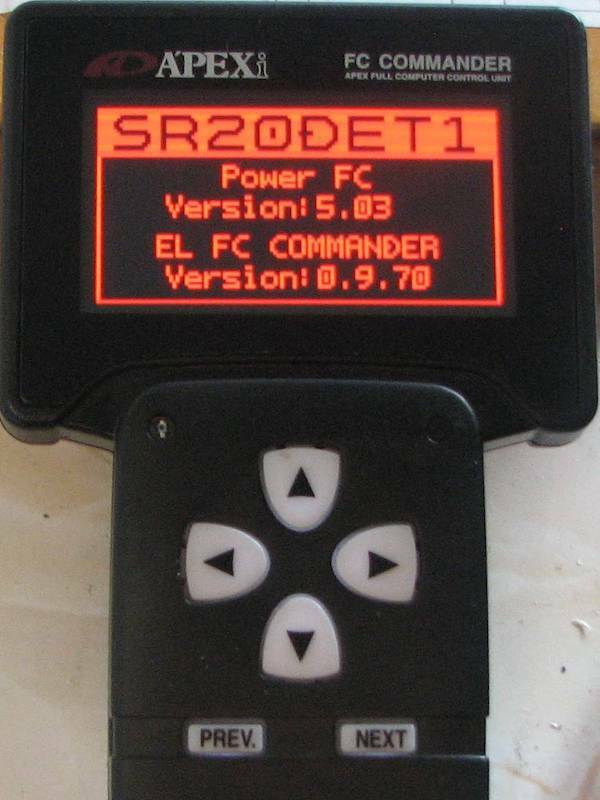 A'PEXi
FC COMMANDER
APEX FULL COMPUTER CONTROL UNIT
SR20DET1
Power FC
Version:5.03
EL FC COMMANDER
Version:0.9.70
PREV.
NEXT